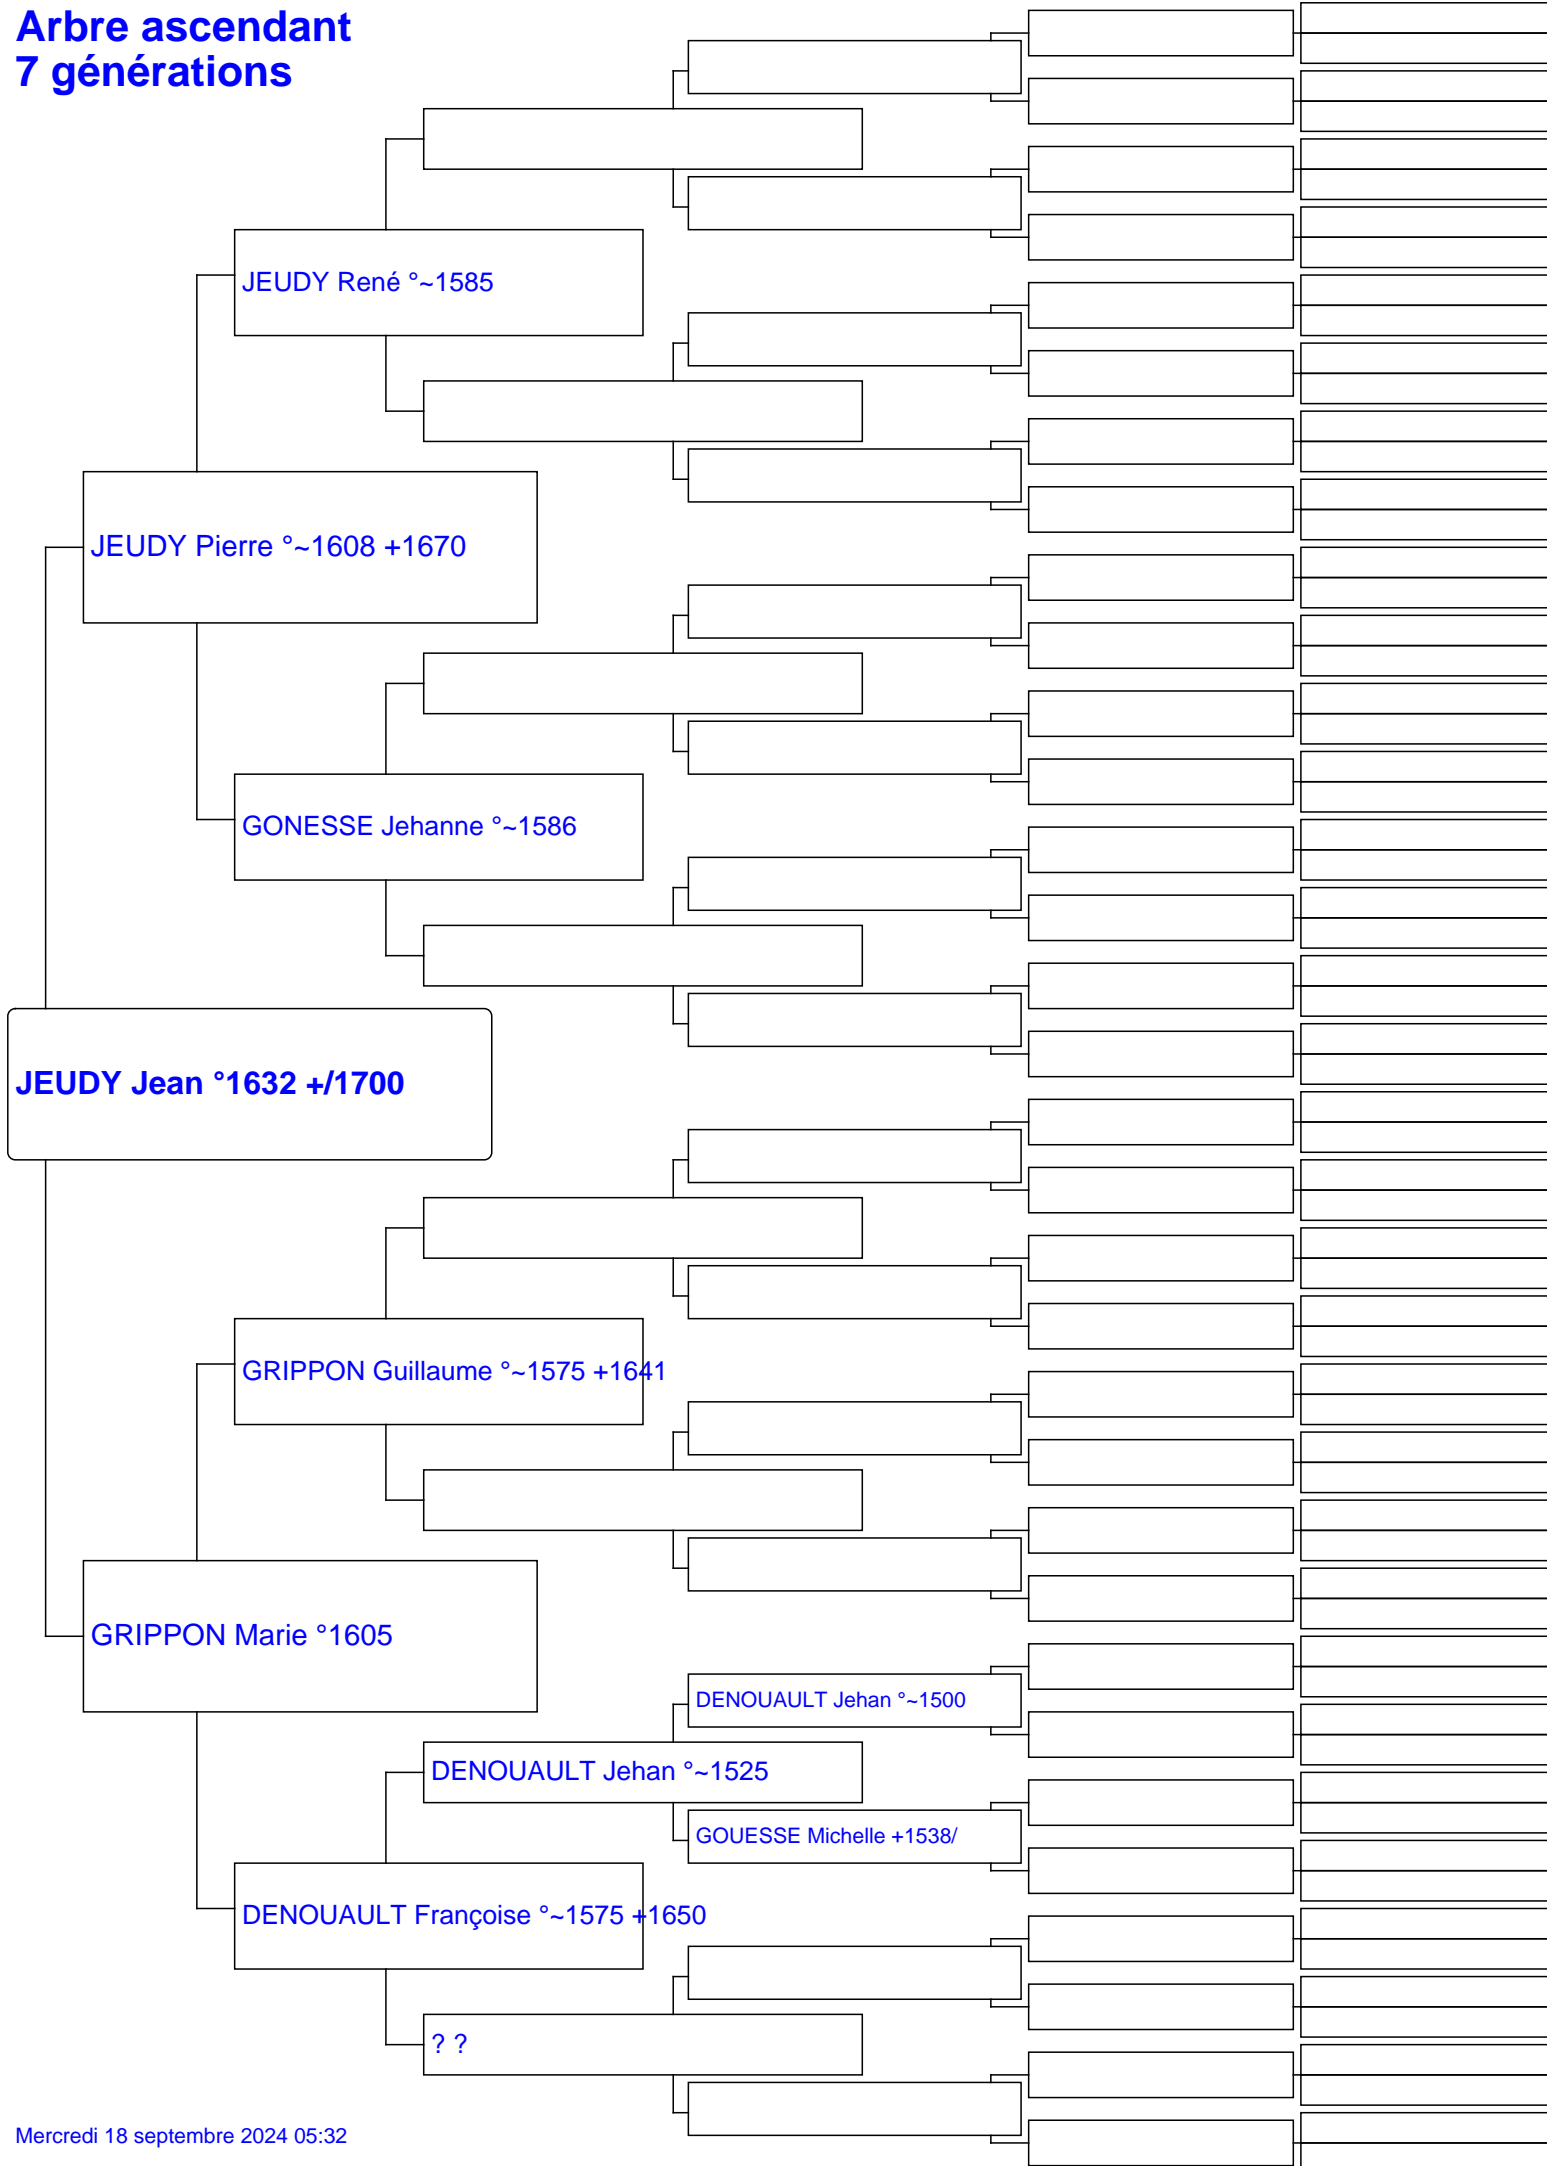 Arbre ascendant
7 générations
JEUDY René °~1585
JEUDY Pierre °~1608 +1670
GONESSE Jehanne °~1586
JEUDY Jean °1632 +/1700
GRIPPON Guillaume °~1575 +1641
GRIPPON Marie °1605
DENOUAULT Jehan °~1500
DENOUAULT Jehan °~1525
GOUESSE Michelle +1538/
DENOUAULT Françoise °~1575 +1650
? ?
Mercredi 18 septembre 2024 05:32